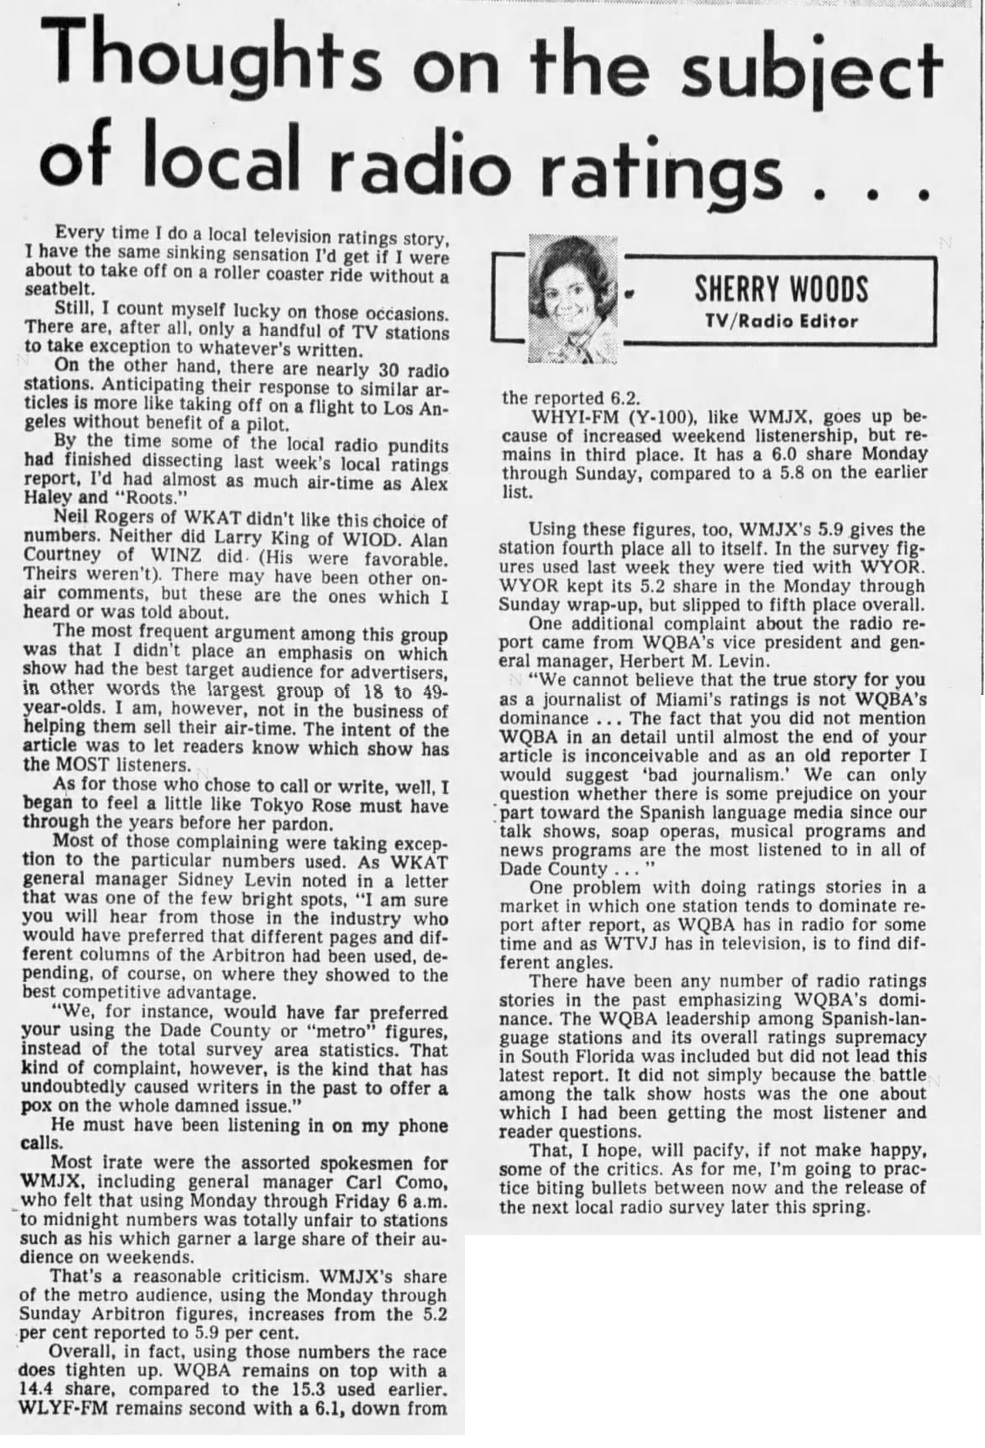 Thoughts on the subject
of local radio ratings . . .
Every time I do a local television ratings story,
I have the same sinking sensation I'd get if I were
about to take off on a roller coaster ride without a
seatbelt.
Still, I count myself lucky on those occasions.
There are, after all, only a handful of TV stations
to take exception to whatever's written.
On the other hand, there are nearly 30 radio
stations. Anticipating their response to similar ar-
ticles is more like taking off on a flight to Los An-
geles without benefit of a pilot.
By the time some of the local radio pundits
had finished dissecting last week's local ratings
report, I'd had almost as much air-time as Alex
Haley and "Roots."
Neil Rogers of WKAT didn't like this choice of
numbers. Neither did Larry King of WIOD. Alan
Courtney of WINZ did. (His were favorable.
Theirs weren't). There may have been other on-
air comments, but these are the ones which I
heard or was told about.
The most frequent argument among this group
was that I didn't place an emphasis on which
show had the best target audience for advertisers,
in other words the largest group of 18 to 49-
year-olds. I am, however, not in the business of
helping them sell their air-time. The intent of the
article was to let readers know which show has
the MOST listeners.
As for those who chose to call or write, well, I
began to feel a little like Tokyo Rose must have
through the years before her pardon.
Most of those complaining were taking excep-
tion to the particular numbers used. As WKAT
general manager Sidney Levin noted in a letter
that was one of the few bright spots, "I am sure
you will hear from those in the industry who
would have preferred that different pages and dif-
ferent columns of the Arbitron had been used, de-
pending, of course, on where they showed to the
best competitive advantage.
"We, for instance, would have far preferred
your using the Dade County or "metro" figures,
instead of the total survey area statistics. That
kind of complaint, however, is the kind that has
undoubtedly caused writers in the past to offer a
pox on the whole damned issue."
He must have been listening in on my phone
calls.
Most irate were the assorted spokesmen for
WMJX, including general manager Carl Como,
who felt that using Monday through Friday 6 a.m.
to midnight numbers was totally unfair to stations
such as his which garner a large share of their au-
dience on weekends.
That's a reasonable criticism. WMJX's share
of the metro audience, using the Monday through
Sunday Arbitron figures, increases from the 5.2
per cent reported to 5.9 per cent.
Overall, in fact, using those numbers the race
does tighten up. WQBA remains on top with a
14.4 share, compared to the 15.3 used earlier.
WLYF-FM remains second with a 6.1, down from
SHERRY WOODS
TV/Radio Editor
the reported 6.2.
WHYI-FM (Y-100), like WMJX, goes up be-
cause of increased weekend listenership, but re-
mains in third place. It has a 6.0 share Monday
through Sunday, compared to a 5.8 on the earlier
list.
Using these figures, too, WMJX's 5.9 gives the
station fourth place all to itself. In the survey fig-
ures used last week they were tied with WYOR.
WYOR kept its 5.2 share in the Monday through
Sunday wrap-up, but slipped to fifth place overall.
One additional complaint about the radio re-
port came from WQBA's vice president and gen-
eral manager, Herbert M. Levin.
"We cannot believe that the true story for you
as a journalist of Miami's ratings is not WQBA's
dominance ... The fact that you did not mention
WQBA in an detail until almost the end of your
article is inconceivable and as an old reporter I
would suggest 'bad journalism.' We can only
question whether there is some prejudice on your
part toward the Spanish language media since our
talk shows, soap operas, musical programs and
news programs are the most listened to in all of
Dade County ... "
One problem with doing ratings stories in a
market in which one station tends to dominate re-
port after report, as WQBA has in radio for some
time and as WTVJ has in television, is to find dif-
ferent angles.
There have been any number of radio ratings
stories in the past emphasizing WQBA's domi-
nance. The WQBA leadership among Spanish-lan-
guage stations and its overall ratings supremacy
in South Florida was included but did not lead this
latest report. It did not simply because the battle
among the talk show hosts was the one about
which I had been getting the most listener and
reader questions.
That, I hope, will pacify, if not make happy,
some of the critics. As for me, I'm going to prac-
tice biting bullets between now and the release of
the next local radio survey later this spring.